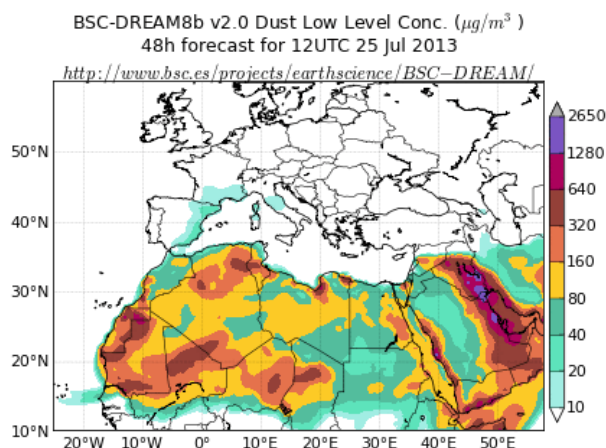 BSC-DREAM8b v2.0 Dust Low Level Conc. (μg/m³ )
48h forecast for 12UTC 25 Jul 2013
http://www.bsc.es/projects/earthscience/BSC−DREAM/
2650
1280
640
320
160
80
40
20
10
50°N
40°N
30°N
20°N
10°N
20°W
10°W
0°
10°E
20°E
30°E
40°E
50°E